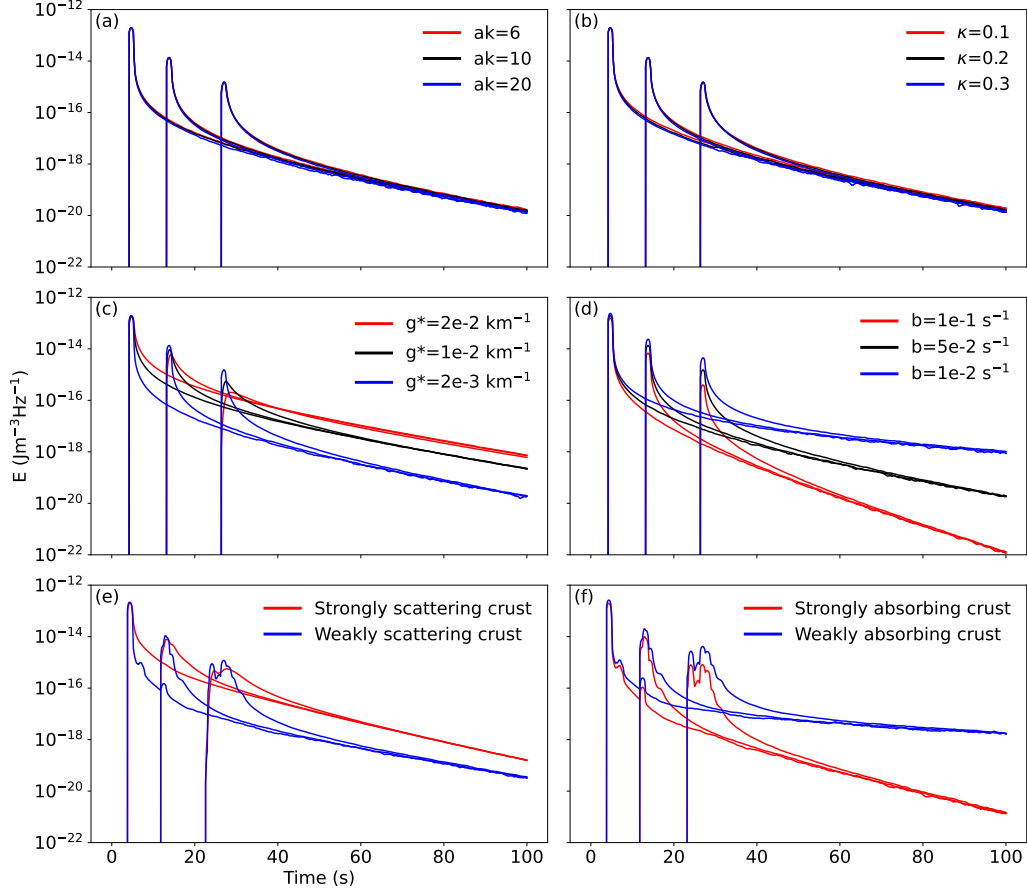 (a)
ak=6
ak=10
ak=20
10⁻¹²
10⁻¹⁴
10⁻¹⁶
10⁻¹⁸
10⁻²⁰
10⁻²²
(b)
κ=0.1
κ=0.2
κ=0.3
(c)
g*=2e-2 km⁻¹
g*=1e-2 km⁻¹
g*=2e-3 km⁻¹
10⁻¹²
10⁻¹⁴
10⁻¹⁶
10⁻¹⁸
10⁻²⁰
10⁻²²
E (Jm⁻³Hz⁻¹)
(d)
b=1e-1 s⁻¹
b=5e-2 s⁻¹
b=1e-2 s⁻¹
(e)
Strongly scattering crust
Weakly scattering crust
10⁻¹²
10⁻¹⁴
10⁻¹⁶
10⁻¹⁸
10⁻²⁰
10⁻²²
0 20 40 60 80 100
Time (s)
(f)
Strongly absorbing crust
Weakly absorbing crust
0 20 40 60 80 100